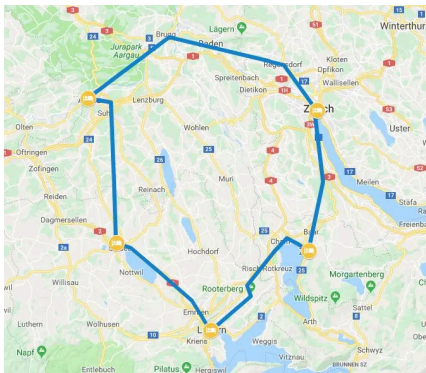 Winterthur
Lägern
Brugg
Baden
Jurapark
Aargau
Regensdorf
Kloten
Opfikon
Spreitenbach
Wallisellen
Dietikon
Lenzburg
Suhr
Olten
Wohlen
Uster
Oftringen
Zofingen
Muri
Meilen
Reiden
Reinach
Stäfa
Dagmersellen
Baar
Cham
Nottwil
Hochdorf
Risch-Rotkreuz
Morgartenberg
Willisau
Rooterberg
Wildspitz
Sattel
Emmen
Luthern
Wolhusen
Arth
Kriens
Weggis
Schwyz
Napf
Vitznau
Entlebuch
Pilatus
Hergiswil
BRUNNEN SZ